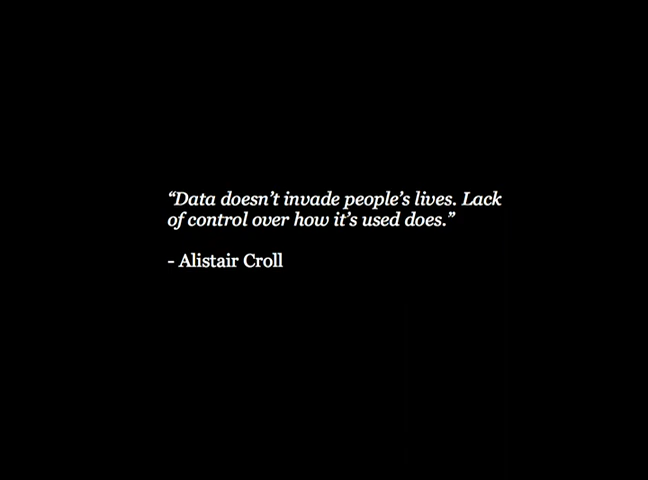 “Data doesn’t invade people’s lives. Lack
of control over how it’s used does.”
- Alistair Croll